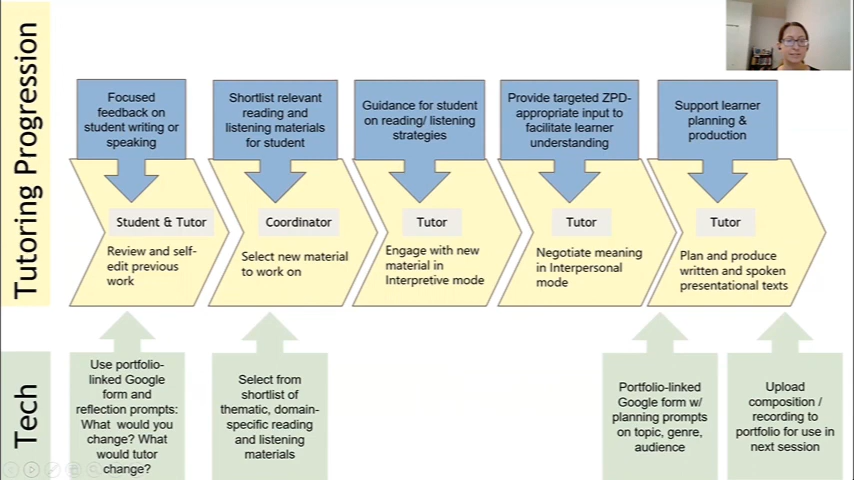 Tutoring Progression
Focused
feedback on
student writing or
speaking
Shortlist relevant
reading and
listening materials
for student
Guidance for student
on reading/ listening
strategies
Provide targeted ZPD-
appropriate input to
facilitate learner
understanding
Support learner
planning &
production
Student & Tutor
Review and self-
edit previous
work
Coordinator
Select new material
to work on
Tutor
Engage with new
material in
Interpretive mode
Tutor
Negotiate meaning
in Interpersonal
mode
Tutor
Plan and produce
written and spoken
presentational texts
Tech
Use portfolio-
linked Google
form and
reflection prompts:
What would you
change? What
would tutor
change?
Select from
shortlist of
thematic, domain-
specific reading
and listening
materials
Portfolio-linked
Google form w/
planning prompts
on topic, genre,
audience
Upload
composition /
recording to
portfolio for use in
next session